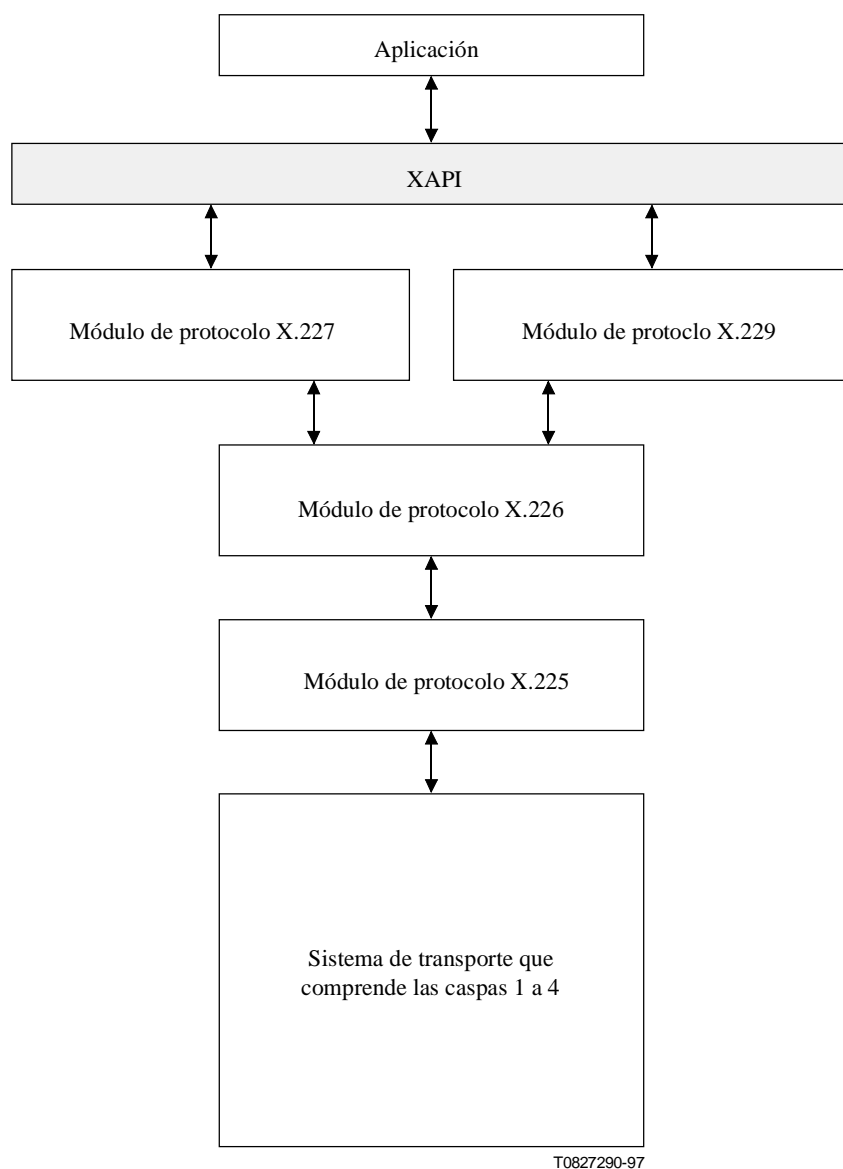 Aplicación
XAPI
Módulo de protocolo X.227
Módulo de protoclo X.229
Módulo de protocolo X.226
Módulo de protocolo X.225
Sistema de transporte que
comprende las caspas 1 a 4
T0827290-97